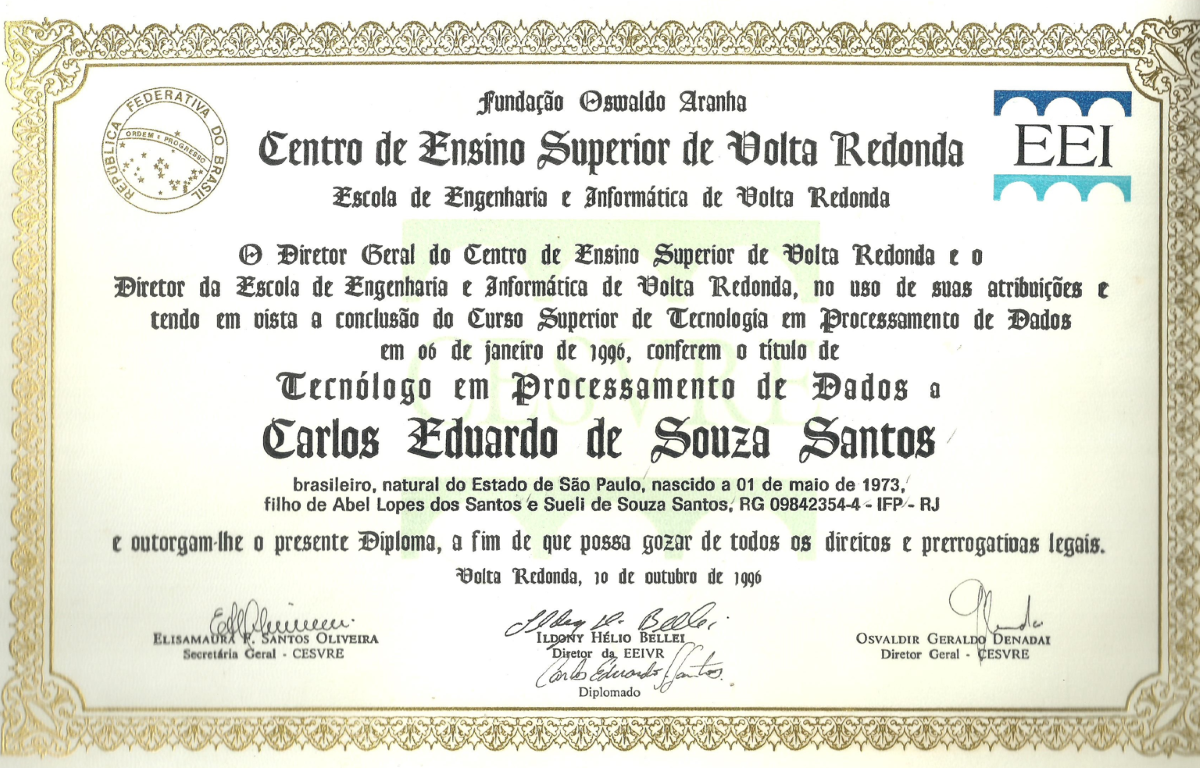 Fundação Oswaldo Aranha
Centro de Ensino Superior de Volta Redonda
Escola de Engenharia e Informática de Volta Redonda
REPÚBLICA FEDERATIVA DO BRASIL
ORDEM E PROGRESSO
EEI
O Diretor Geral do Centro de Ensino Superior de Volta Redonda e o
Diretor da Escola de Engenharia e Informática de Volta Redonda, no uso de suas atribuições e
tendo em vista a conclusão do Curso Superior de Tecnologia em Processamento de Dados
em 06 de janeiro de 1996, conferem o título de
Tecnólogo em Processamento de Dados a
CESVRE
Carlos Eduardo de Souza Santos
brasileiro, natural do Estado de São Paulo, nascido a 01 de maio de 1973,
filho de Abel Lopes dos Santos e Sueli de Souza Santos, RG 09842354-4 - IFP - RJ
e outorgam-lhe o presente Diploma, a fim de que possa gozar de todos os direitos e prerrogativas legais.
Volta Redonda, 10 de outubro de 1996
ELISAMAURA F. SANTOS OLIVEIRA
Secretária Geral - CESVRE
ILDONY HÉLIO BELLEI
Diretor da EEIVR
Carlos Eduardo S Santos
Diplomado
OSVALDIR GERALDO DENADAI
Diretor Geral - CESVRE